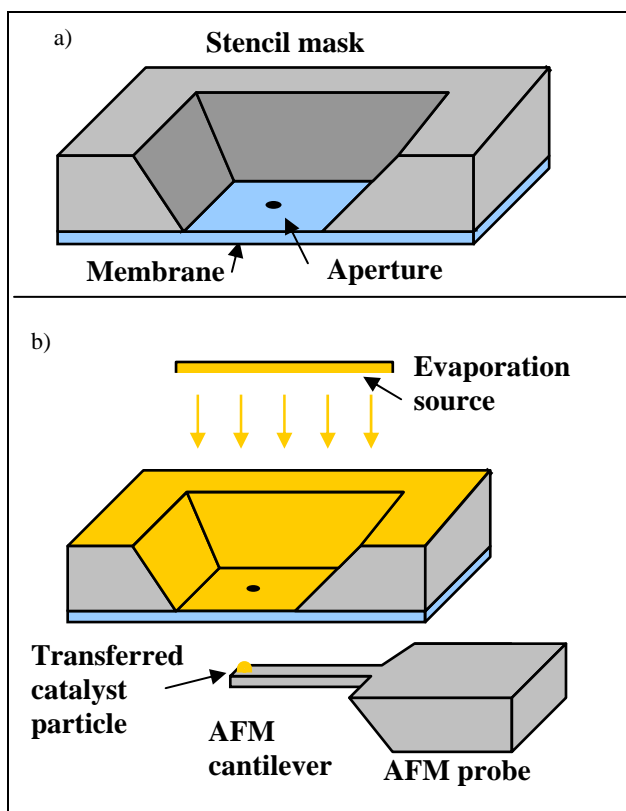 a)
Stencil mask
Membrane
Aperture
b)
Evaporation
source
Transferred
catalyst
particle
AFM
cantilever
AFM probe